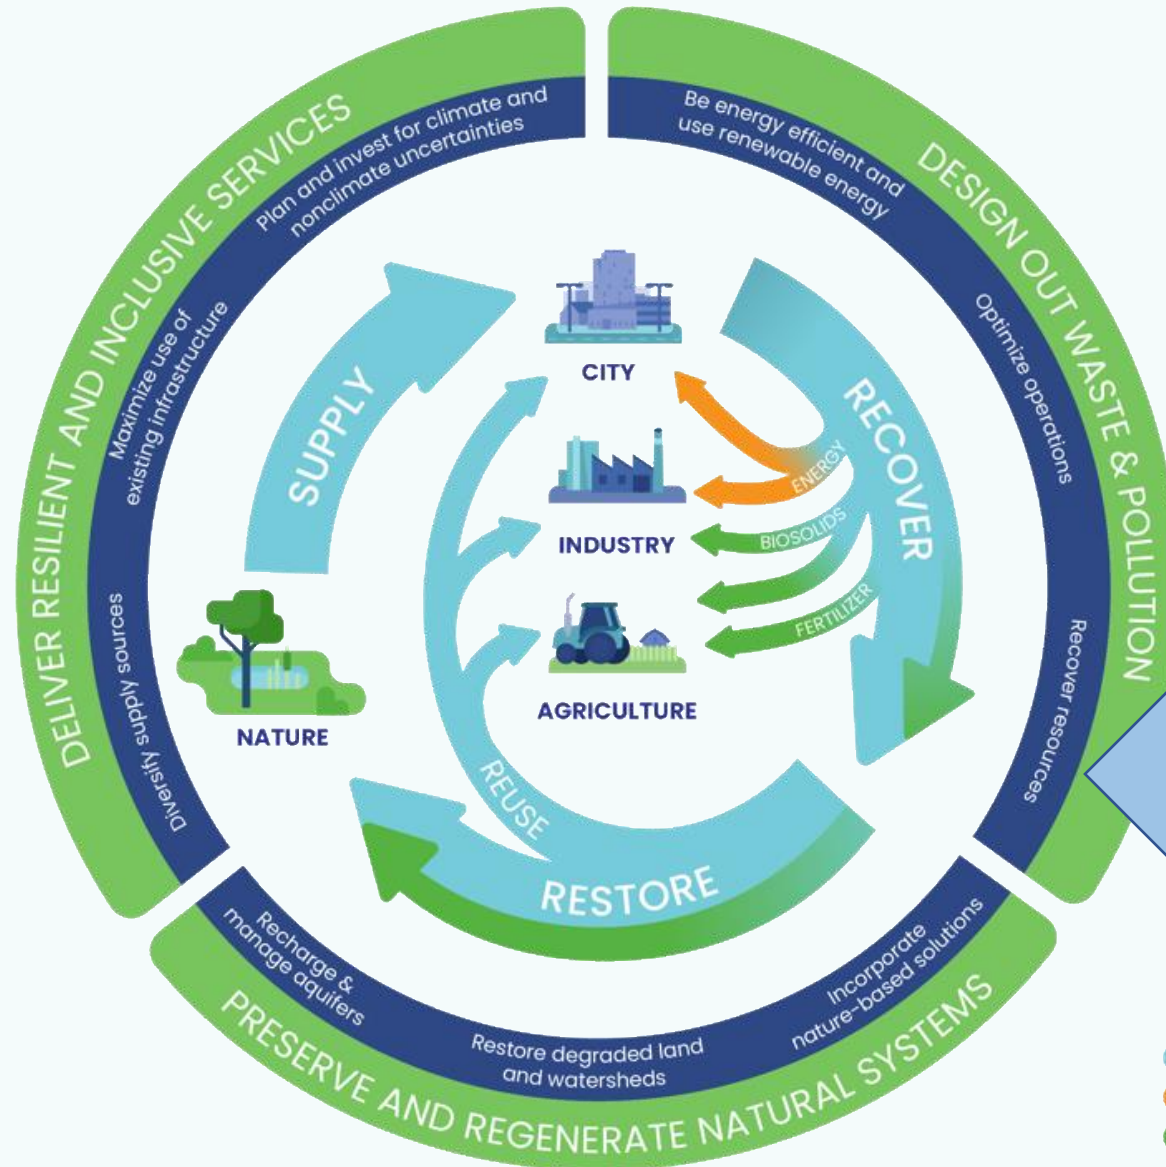 DELIVER RESILIENT AND INCLUSIVE SERVICES
Plan and invest for climate and
nonclimate uncertainties
Maximize use of
existing infrastructure
Diversify supply sources
DESIGN OUT WASTE & POLLUTION
Be energy efficient and
use renewable energy
Optimize operations
Recover resources
PRESERVE AND REGENERATE NATURAL SYSTEMS
Recharge &
manage aquifers
Restore degraded land
and watersheds
Incorporate
nature-based solutions
SUPPLY
CITY
RECOVER
ENERGY
INDUSTRY
BIOSOLIDS
FERTILIZER
AGRICULTURE
NATURE
REUSE
RESTORE